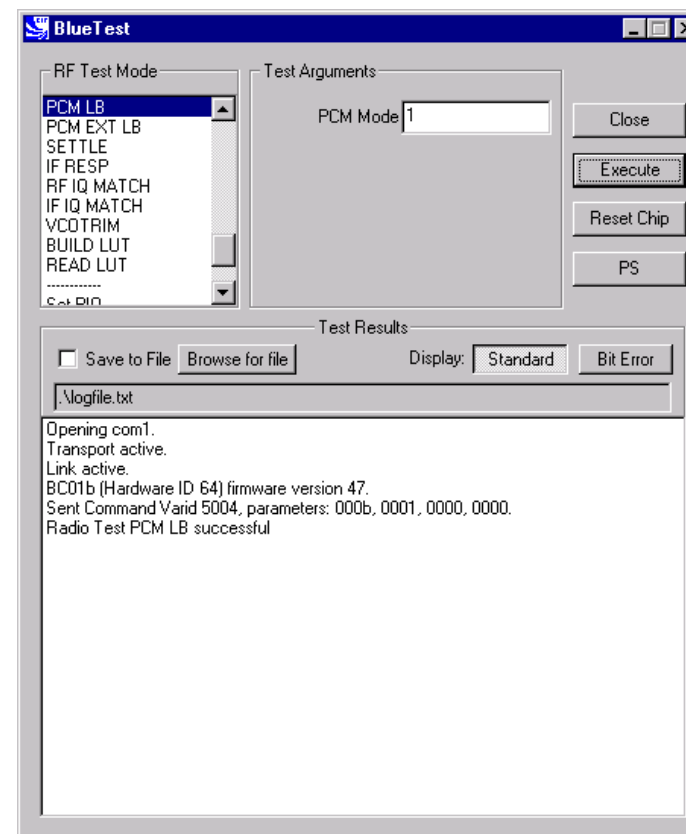 BlueTest
RF Test Mode
PCM LB
PCM EXT LB
SETTLE
IF RESP
RF IQ MATCH
IF IQ MATCH
VCOTRIM
BUILD LUT
READ LUT
------------
Set PIO
Test Arguments
PCM Mode 1
Close
Execute
Reset Chip
PS
Test Results
Save to File Browse for file Display: Standard Bit Error
.\logfile.txt
Opening com1.
Transport active.
Link active.
BC01b (Hardware ID 64) firmware version 47.
Sent Command Varid 5004, parameters: 000b, 0001, 0000, 0000.
Radio Test PCM LB successful